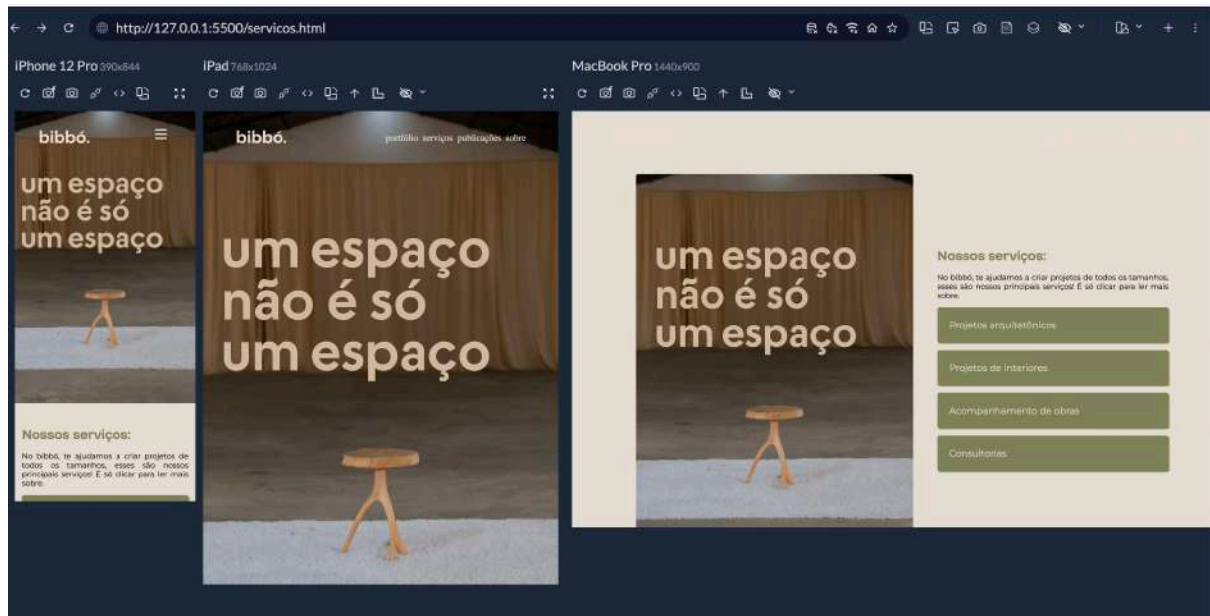 http://127.0.0.1:5500/servicos.html
iPhone 12 Pro 390x844
iPad 768x1024
MacBook Pro 1440x900
bibbó.
um espaço
não é só
um espaço
Nossos serviços:
No bibbó, te ajudamos a criar projetos de
todos os tamanhos, esses são nossos
principais serviços! É só clicar para ler mais
sobre.
bibbó.
portfólio serviços publicações sobre
um espaço
não é só
um espaço
um espaço
não é só
um espaço
Nossos serviços:
No bibbó, te ajudamos a criar projetos de todos os tamanhos,
esses são nossos principais serviços! É só clicar para ler mais
sobre.
Projetos arquitetônicos
Projetos de interiores
Acompanhamento de obras
Consultorias